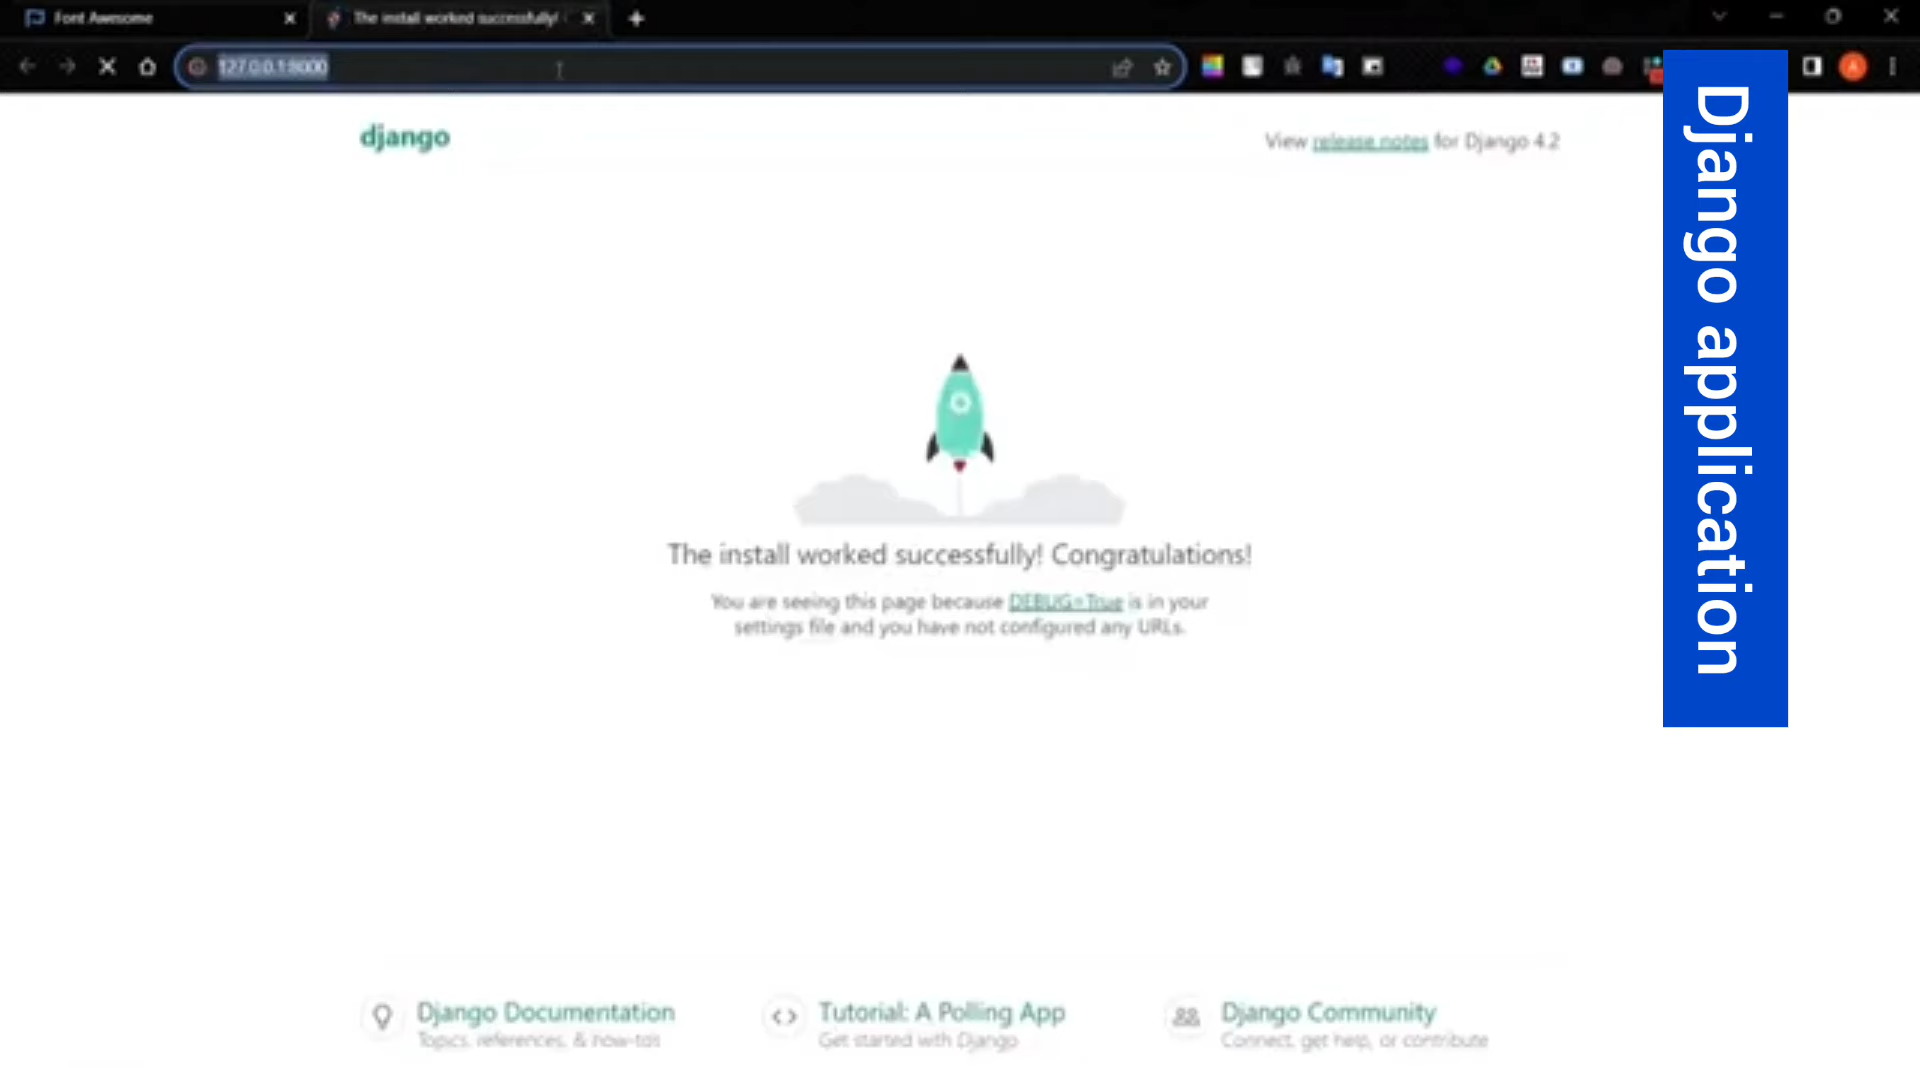 Font Awesome
The install worked successfully!
127.0.0.1:8000
django
View release notes for Django 4.2
Django application
The install worked successfully! Congratulations!
You are seeing this page because DEBUG=True is in your
settings file and you have not configured any URLs.
Django Documentation
Topics, references, & how-to's
Tutorial: A Polling App
Get started with Django
Django Community
Connect, get help, or contribute